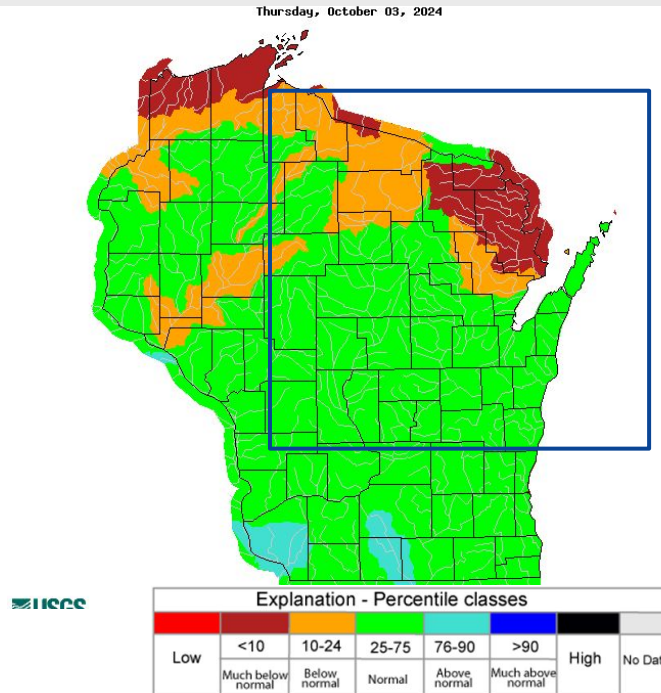 Thursday, October 03, 2024
USGS
Explanation - Percentile classes
Low
<10
10-24
25-75
76-90
>90
High
No Dat
Much below
normal
Below
normal
Normal
Above
normal
Much above
normal